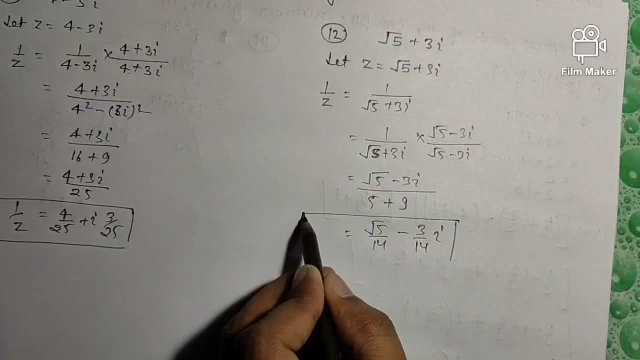 Let z = 4-3i
1/z = 1/(4-3i) × (4+3i)/(4+3i)
= (4+3i)/(4² - (3i)²)
= (4+3i)/(16+9)
= (4+3i)/25
1/z = 4/25 + i 3/25
(12) √5 + 3i
Let z = √5 + 3i
1/z = 1/(√5+3i)
= 1/(√5+3i) × (√5-3i)/(√5-3i)
= (√5-3i)/(5+9)
= √5/14 - 3/14 i
Film Maker